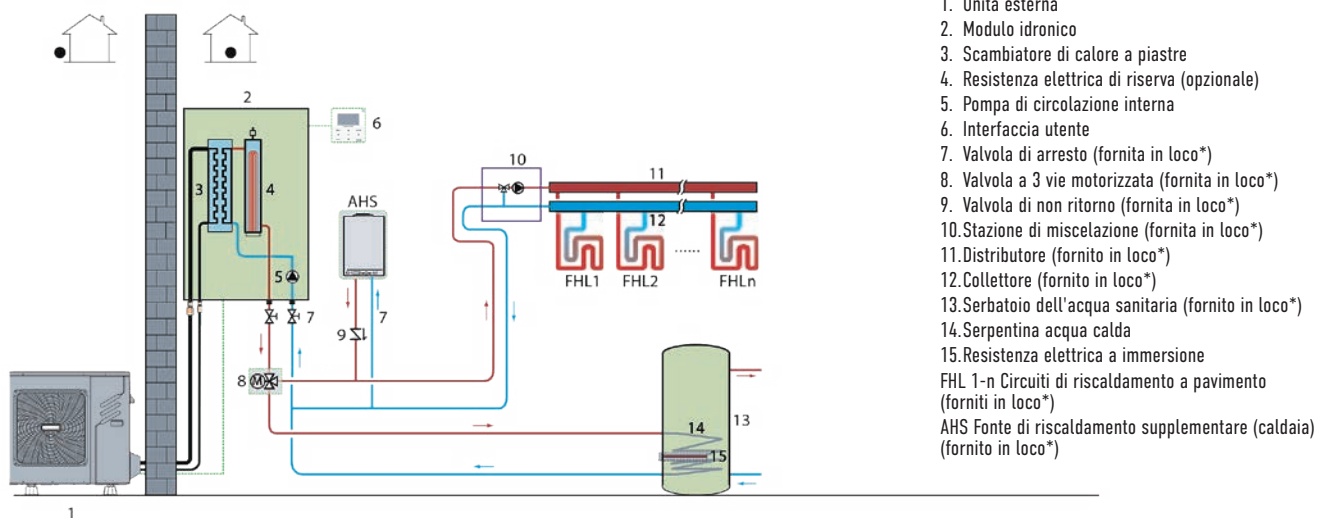 2
6
3
4
5
7
AHS
9
7
8
10
11
12
FHL1
FHL2
......
FHLn
13
14
15
1
1. Unità esterna
2. Modulo idronico
3. Scambiatore di calore a piastre
4. Resistenza elettrica di riserva (opzionale)
5. Pompa di circolazione interna
6. Interfaccia utente
7. Valvola di arresto (fornita in loco*)
8. Valvola a 3 vie motorizzata (fornita in loco*)
9. Valvola di non ritorno (fornita in loco*)
10.Stazione di miscelazione (fornita in loco*)
11.Distributore (fornito in loco*)
12.Collettore (fornito in loco*)
13.Serbatoio dell'acqua sanitaria (fornito in loco*)
14.Serpentina acqua calda
15.Resistenza elettrica a immersione
FHL 1-n Circuiti di riscaldamento a pavimento
(forniti in loco*)
AHS Fonte di riscaldamento supplementare (caldaia)
(fornito in loco*)
M